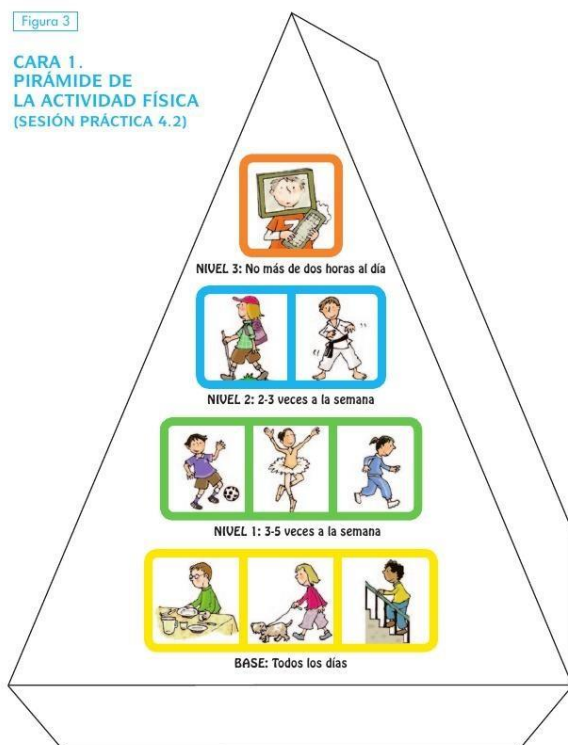 Figura 3
CARA 1.
PIRÁMIDE DE
LA ACTIVIDAD FÍSICA
(SESIÓN PRÁCTICA 4.2)
NIVEL 3: No más de dos horas al día
NIVEL 2: 2-3 veces a la semana
NIVEL 1: 3-5 veces a la semana
BASE: Todos los días